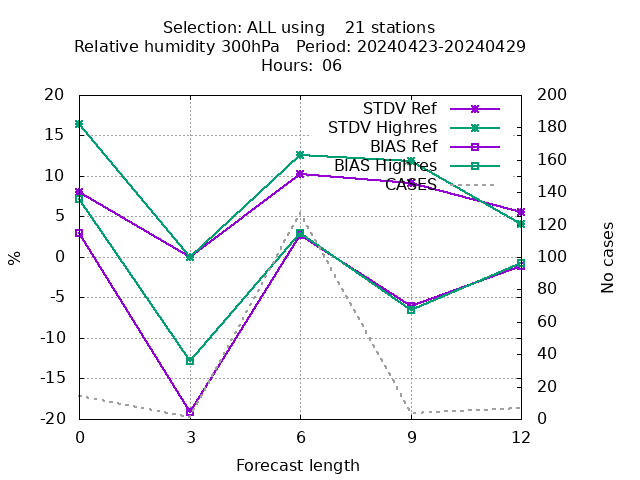 Selection: ALL using    21 stations
Relative humidity 300hPa   Period: 20240423-20240429
Hours: 06
20
15
10
5
0
-5
-10
-15
-20
%
200
180
160
140
120
100
80
60
40
20
0
No cases
STDV Ref
STDV Highres
BIAS Ref
BIAS Highres
CASES
0 3 6 9 12
Forecast length